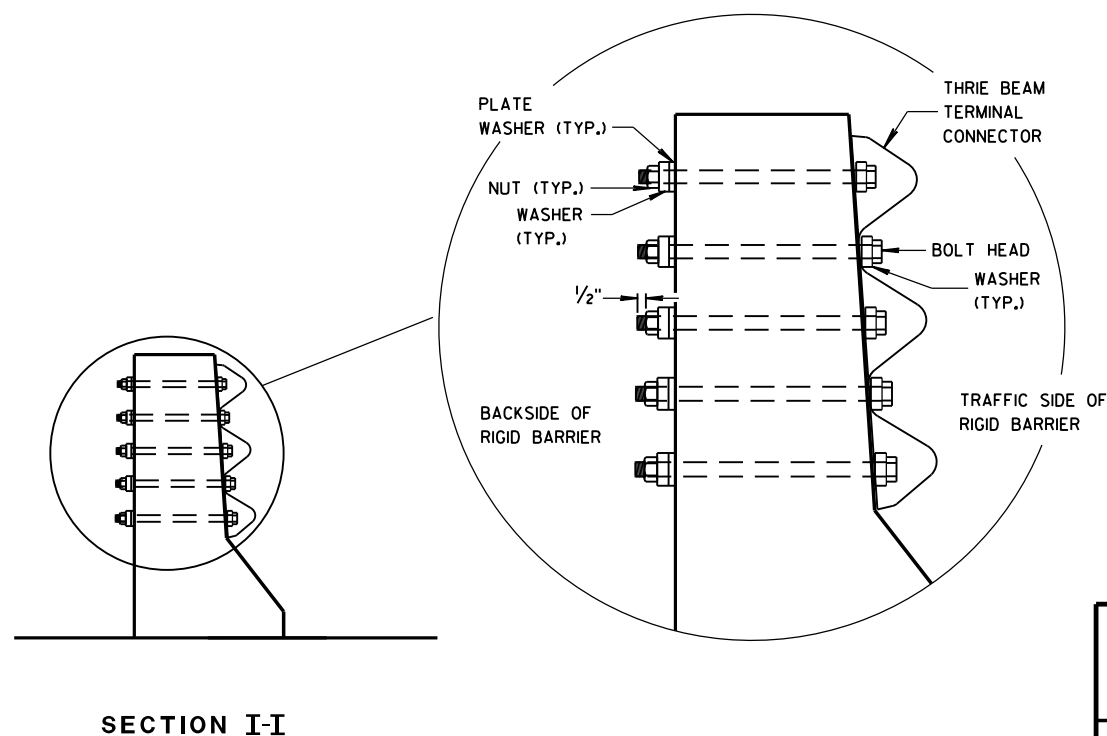 PLATE
WASHER (TYP.)
THRIE BEAM
TERMINAL
CONNECTOR
NUT (TYP.)
WASHER
(TYP.)
BOLT HEAD
WASHER
(TYP.)
1/2"
BACKSIDE OF
RIGID BARRIER
TRAFFIC SIDE OF
RIGID BARRIER
SECTION I-I